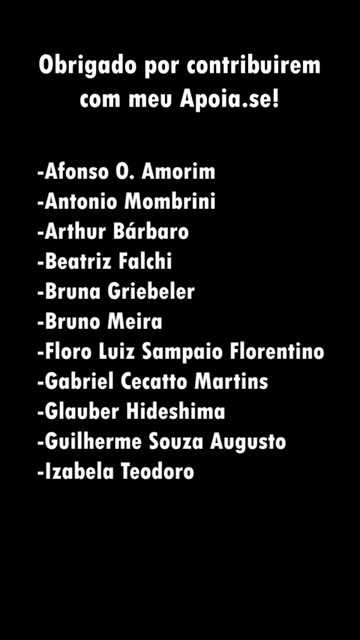 Obrigado por contribuirem
com meu Apoia.se!
-Afonso O. Amorim
-Antonio Mombrini
-Arthur Bárbaro
-Beatriz Falchi
-Bruna Griebeler
-Bruno Meira
-Floro Luiz Sampaio Florentino
-Gabriel Cecatto Martins
-Glauber Hideshima
-Guilherme Souza Augusto
-Izabela Teodoro